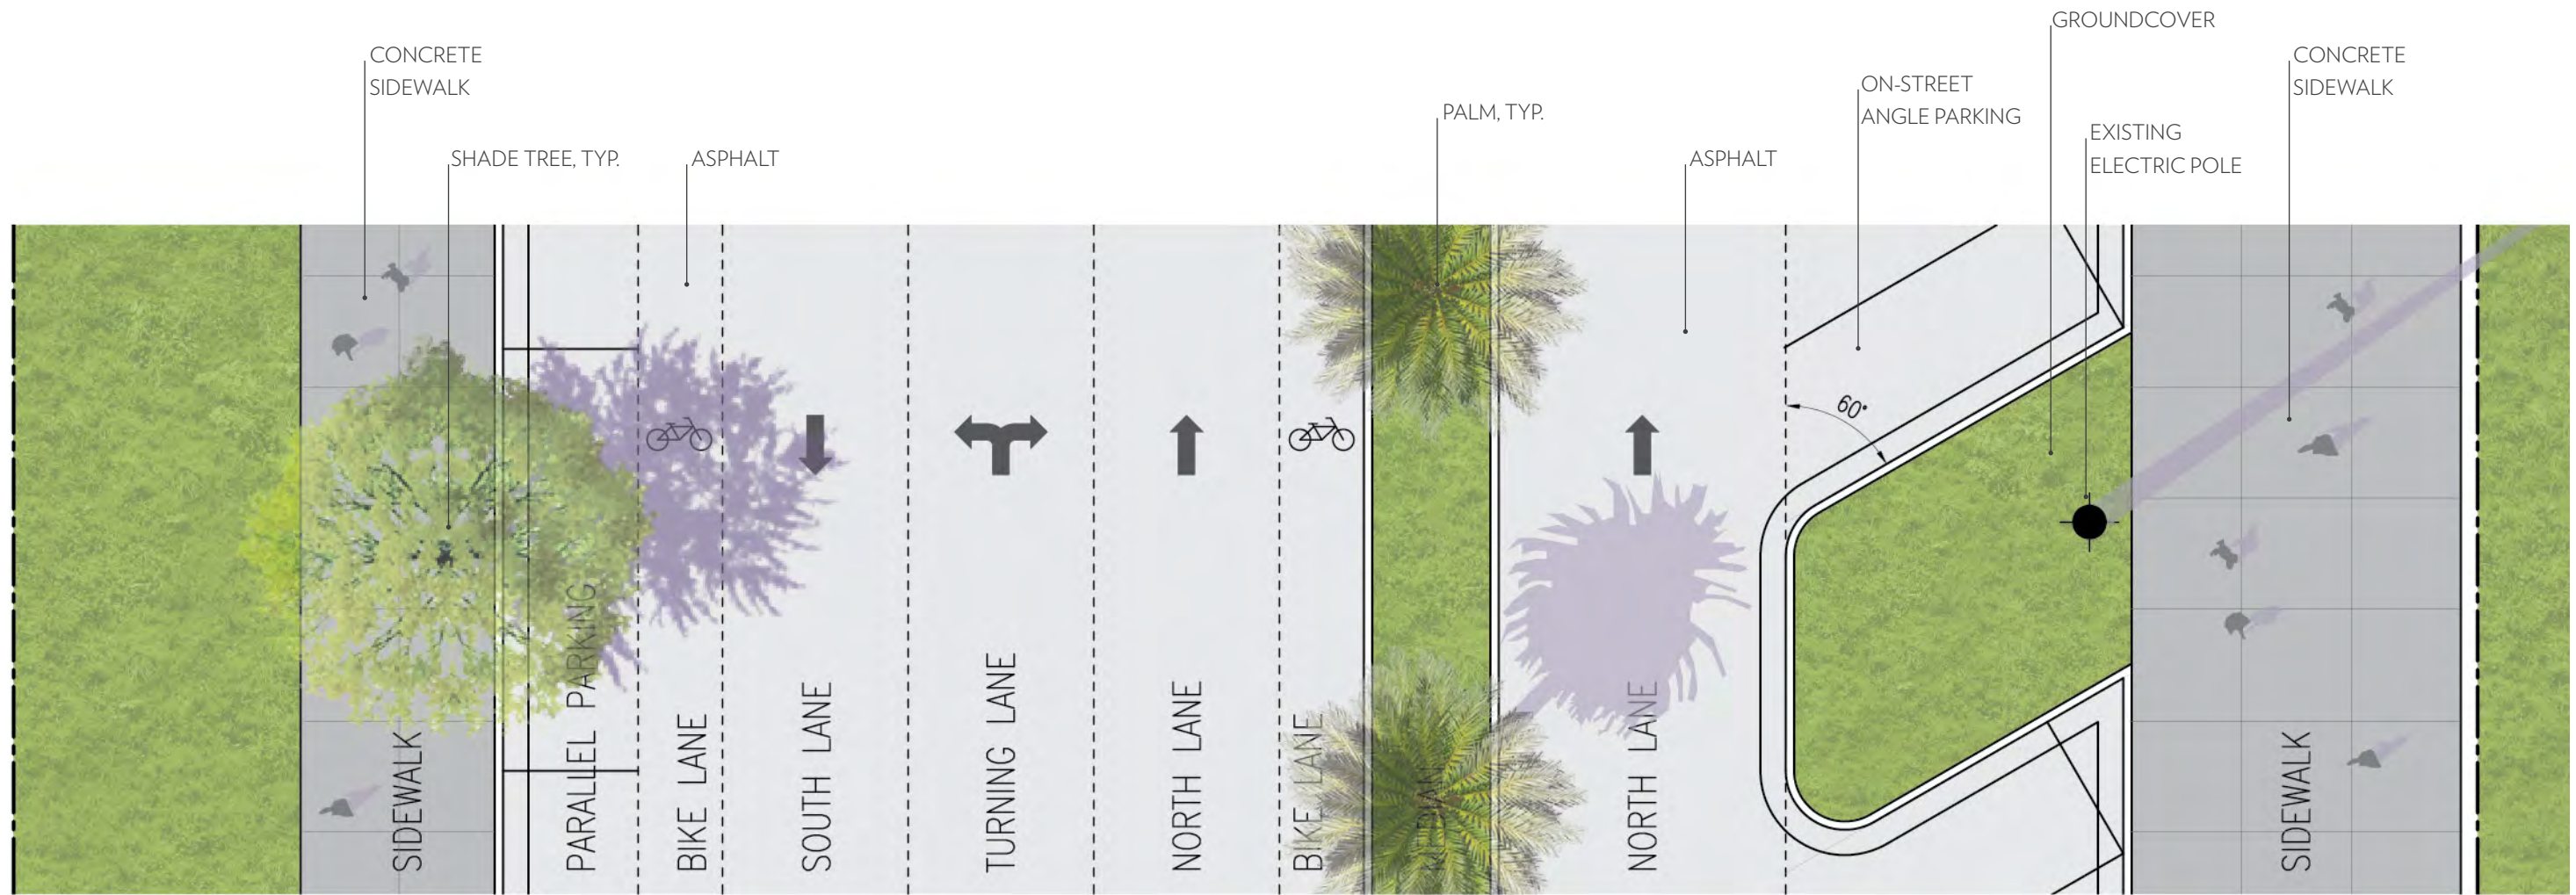 GROUNDCOVER
CONCRETE
SIDEWALK
CONCRETE
SIDEWALK
ON-STREET
ANGLE PARKING
PALM, TYP.
EXISTING
ELECTRIC POLE
SHADE TREE, TYP.
ASPHALT
ASPHALT
60°
SIDEWALK
PARALLEL PARKING
BIKE LANE
SOUTH LANE
TURNING LANE
NORTH LANE
BIKE LANE
MEDIAN
NORTH LANE
SIDEWALK